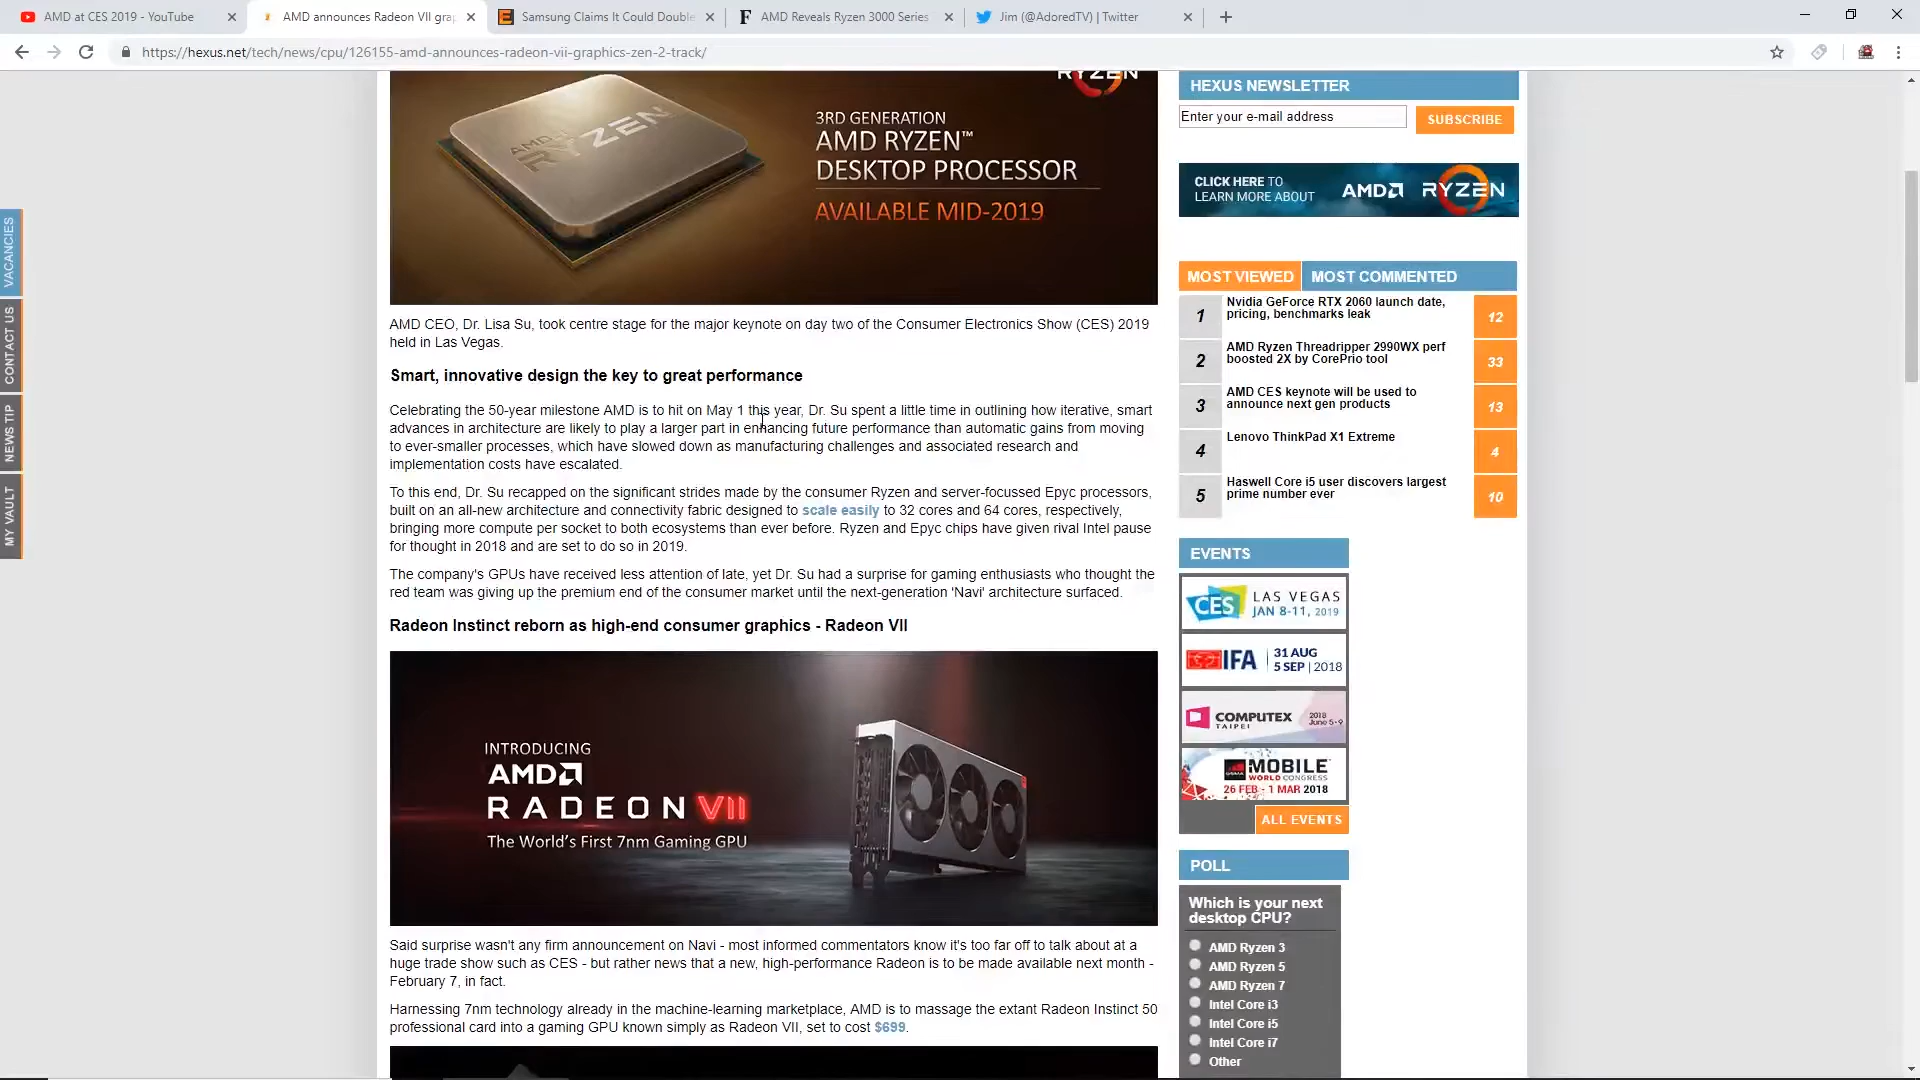 AMD at CES 2019 - YouTube
AMD announces Radeon VII grap
Samsung Claims It Could Double
AMD Reveals Ryzen 3000 Series
Jim (@AdoredTV) | Twitter
https://hexus.net/tech/news/cpu/126155-amd-announces-radeon-vii-graphics-zen-2-track/
VACANCIES
CONTACT US
NEWS TIP
MY VAULT
AMD
RYZEN
RYZEN
3RD GENERATION
AMD RYZEN™
DESKTOP PROCESSOR
AVAILABLE MID-2019
AMD CEO, Dr. Lisa Su, took centre stage for the major keynote on day two of the Consumer Electronics Show (CES) 2019
held in Las Vegas.
Smart, innovative design the key to great performance
Celebrating the 50-year milestone AMD is to hit on May 1 this year, Dr. Su spent a little time in outlining how iterative, smart
advances in architecture are likely to play a larger part in enhancing future performance than automatic gains from moving
to ever-smaller processes, which have slowed down as manufacturing challenges and associated research and
implementation costs have escalated.
To this end, Dr. Su recapped on the significant strides made by the consumer Ryzen and server-focussed Epyc processors,
built on an all-new architecture and connectivity fabric designed to scale easily to 32 cores and 64 cores, respectively,
bringing more compute per socket to both ecosystems than ever before. Ryzen and Epyc chips have given rival Intel pause
for thought in 2018 and are set to do so in 2019.
The company's GPUs have received less attention of late, yet Dr. Su had a surprise for gaming enthusiasts who thought the
red team was giving up the premium end of the consumer market until the next-generation 'Navi' architecture surfaced.
Radeon Instinct reborn as high-end consumer graphics - Radeon VII
INTRODUCING
AMD
RADEON VII
The World's First 7nm Gaming GPU
Said surprise wasn't any firm announcement on Navi - most informed commentators know it's too far off to talk about at a
huge trade show such as CES - but rather news that a new, high-performance Radeon is to be made available next month -
February 7, in fact.
Harnessing 7nm technology already in the machine-learning marketplace, AMD is to massage the extant Radeon Instinct 50
professional card into a gaming GPU known simply as Radeon VII, set to cost $699.
HEXUS NEWSLETTER
Enter your e-mail address
SUBSCRIBE
CLICK HERE TO
LEARN MORE ABOUT
AMD RYZEN
MOST VIEWED
MOST COMMENTED
1
Nvidia GeForce RTX 2060 launch date,
pricing, benchmarks leak
12
2
AMD Ryzen Threadripper 2990WX perf
boosted 2X by CorePrio tool
33
3
AMD CES keynote will be used to
announce next gen products
13
4
Lenovo ThinkPad X1 Extreme
4
5
Haswell Core i5 user discovers largest
prime number ever
10
EVENTS
CES LAS VEGAS
JAN 8-11, 2019
IFA 31 AUG
5 SEP | 2018
COMPUTEX
TAIPEI
2018
June 5-9
GSMA MOBILE
WORLD CONGRESS
26 FEB - 1 MAR 2018
ALL EVENTS
POLL
Which is your next
desktop CPU?
AMD Ryzen 3
AMD Ryzen 5
AMD Ryzen 7
Intel Core i3
Intel Core i5
Intel Core i7
Other